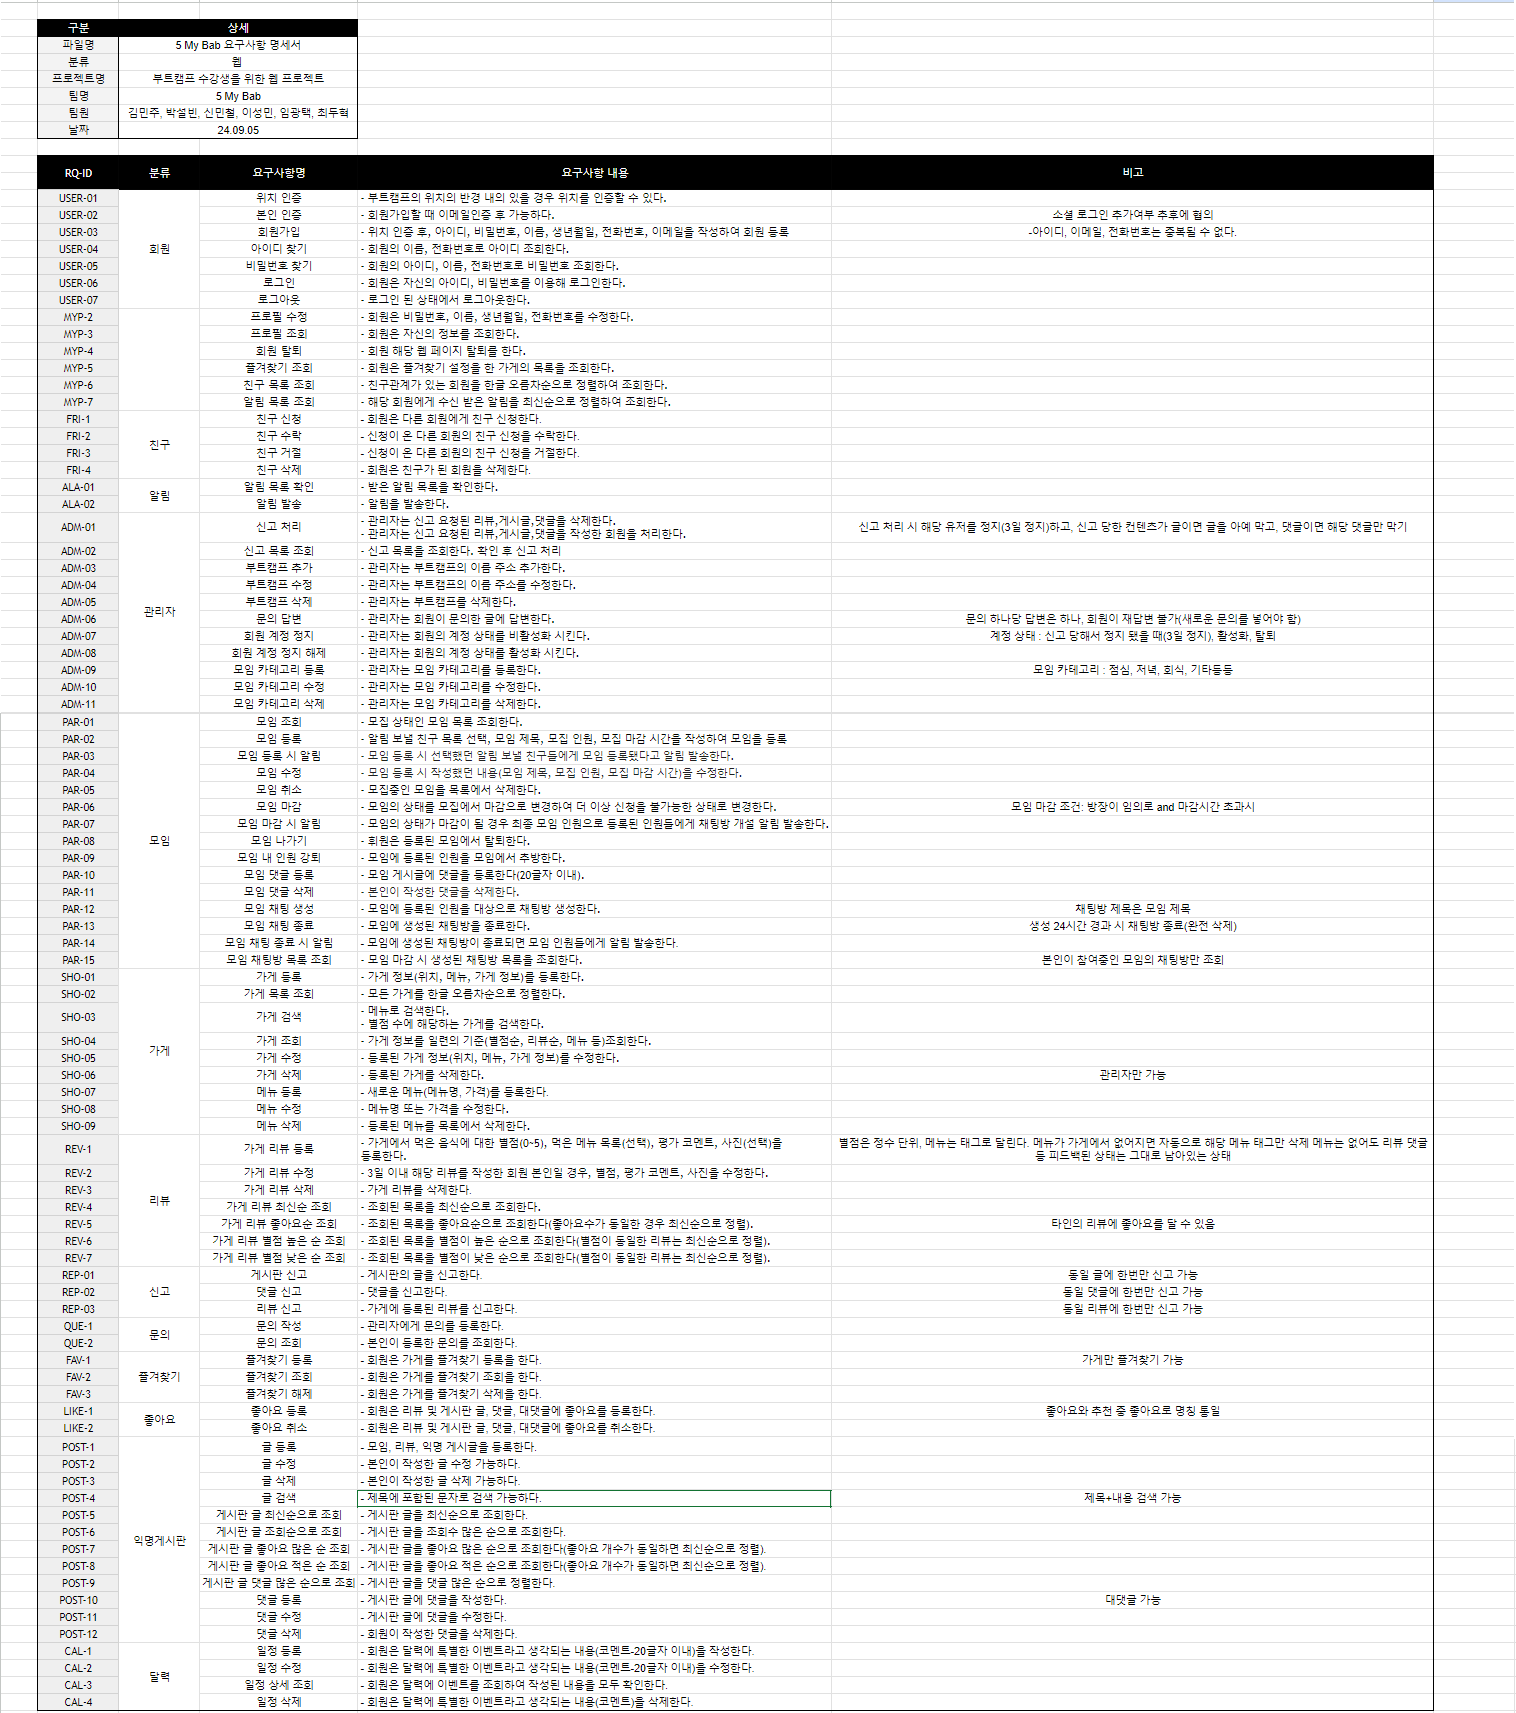 구분 상세
파일명 5 My Bab 요구사항 명세서
분류 웹
프로젝트명 부트캠프 수강생을 위한 웹 프로젝트
팀명 5 My Bab
팀원 김민주, 박설빈, 신민철, 이성민, 임광택, 최두혁
날짜 24.09.05
RQ-ID 분류 요구사항명 요구사항 내용 비고
USER-01 위치 인증 - 부트캠프의 위치의 반경 내의 있을 경우 위치를 인증할 수 있다.
USER-02 본인 인증 - 회원가입할 때 이메일인증 후 가능하다. 소셜 로그인 추가여부 추후에 협의
USER-03 회원가입 - 위치 인증 후, 아이디, 비밀번호, 이름, 생년월일, 전화번호, 이메일을 작성하여 회원 등록 -아이디, 이메일, 전화번호는 중복될 수 없다.
USER-04 회원 아이디 찾기 - 회원의 이름, 전화번호로 아이디 조회한다.
USER-05 비밀번호 찾기 - 회원의 아이디, 이름, 전화번호로 비밀번호 조회한다.
USER-06 로그인 - 회원은 자신의 아이디, 비밀번호를 이용해 로그인한다.
USER-07 로그아웃 - 로그인 된 상태에서 로그아웃한다.
MYP-2 프로필 수정 - 회원은 비밀번호, 이름, 생년월일, 전화번호를 수정한다.
MYP-3 프로필 조회 - 회원은 자신의 정보를 조회한다.
MYP-4 회원 탈퇴 - 회원 해당 웹 페이지 탈퇴를 한다.
MYP-5 즐겨찾기 조회 - 회원은 즐겨찾기 설정을 한 가게의 목록을 조회한다.
MYP-6 친구 목록 조회 - 친구관계가 있는 회원을 한글 오름차순으로 정렬하여 조회한다.
MYP-7 알림 목록 조회 - 해당 회원에게 수신 받은 알림을 최신순으로 정렬하여 조회한다.
FRI-1 친구 신청 - 회원은 다른 회원에게 친구 신청한다.
FRI-2 친구 수락 - 신청이 온 다른 회원의 친구 신청을 수락한다.
친구
FRI-3 친구 거절 - 신청이 온 다른 회원의 친구 신청을 거절한다.
FRI-4 친구 삭제 - 회원은 친구가 된 회원을 삭제한다.
ALA-01 알림 목록 확인 - 받은 알림 목록을 확인한다.
알림
ALA-02 알림 발송 - 알림을 발송한다.
ADM-01 신고 처리 - 관리자는 신고 요청된 리뷰,게시글,댓글을 삭제한다.
- 관리자는 신고 요청된 리뷰,게시글,댓글을 작성한 회원을 처리한다. 신고 처리 시 해당 유저를 정지(3일 정지)하고, 신고 당한 컨텐츠가 글이면 글을 아예 막고, 댓글이면 해당 댓글만 막기
ADM-02 신고 목록 조회 - 신고 목록을 조회한다. 확인 후 신고 처리
ADM-03 부트캠프 추가 - 관리자는 부트캠프의 이름 주소 추가한다.
ADM-04 부트캠프 수정 - 관리자는 부트캠프의 이름 주소를 수정한다.
ADM-05 부트캠프 삭제 - 관리자는 부트캠프를 삭제한다.
관리자
ADM-06 문의 답변 - 관리자는 회원이 문의한 글에 답변한다. 문의 하나당 답변은 하나, 회원이 재답변 불가(새로운 문의를 넣어야 함)
ADM-07 회원 계정 정지 - 관리자는 회원의 계정 상태를 비활성화 시킨다. 계정 상태 : 신고 당해서 정지 됐을 때(3일 정지), 활성화, 탈퇴
ADM-08 회원 계정 정지 해제 - 관리자는 회원의 계정 상태를 활성화 시킨다.
ADM-09 모임 카테고리 등록 - 관리자는 모임 카테고리를 등록한다. 모임 카테고리 : 점심, 저녁, 회식, 기타등등
ADM-10 모임 카테고리 수정 - 관리자는 모임 카테고리를 수정한다.
ADM-11 모임 카테고리 삭제 - 관리자는 모임 카테고리를 삭제한다.
PAR-01 모임 조회 - 모집 상태인 모임 목록 조회한다.
PAR-02 모임 등록 - 알림 보낼 친구 목록 선택, 모임 제목, 모집 인원, 모집 마감 시간을 작성하여 모임을 등록
PAR-03 모임 등록 시 알림 - 모임 등록 시 선택했던 알림 보낼 친구들에게 모임 등록됐다고 알림 발송한다.
PAR-04 모임 수정 - 모임 등록 시 작성했던 내용(모임 제목, 모집 인원, 모집 마감 시간)을 수정한다.
PAR-05 모임 취소 - 모집중인 모임을 목록에서 삭제한다.
PAR-06 모임 마감 - 모임의 상태를 모집에서 마감으로 변경하여 더 이상 신청을 불가능한 상태로 변경한다. 모임 마감 조건: 방장이 임의로 and 마감시간 초과시
PAR-07 모임 마감 시 알림 - 모임의 상태가 마감이 될 경우 최종 모임 인원으로 등록된 인원들에게 채팅방 개설 알림 발송한다.
PAR-08 모임 모임 나가기 - 휘원은 등록된 모임에서 탈퇴한다.
PAR-09 모임 내 인원 강퇴 - 모임에 등록된 인원을 모임에서 추방한다.
PAR-10 모임 댓글 등록 - 모임 게시글에 댓글을 등록한다(20글자 이내).
PAR-11 모임 댓글 삭제 - 본인이 작성한 댓글을 삭제한다.
PAR-12 모임 채팅 생성 - 모임에 등록된 인원을 대상으로 채팅방 생성한다. 채팅방 제목은 모임 제목
PAR-13 모임 채팅 종료 - 모임에 생성된 채팅방을 종료한다. 생성 24시간 경과 시 채팅방 종료(완전 삭제)
PAR-14 모임 채팅 종료 시 알림 - 모임에 생성된 채팅방이 종료되면 모임 인원들에게 알림 발송한다.
PAR-15 모임 채팅방 목록 조회 - 모임 마감 시 생성된 채팅방 목록을 조회한다. 본인이 참여중인 모임의 채팅방만 조회
SHO-01 가게 등록 - 가게 정보(위치, 메뉴, 가게 정보)를 등록한다.
SHO-02 가게 목록 조회 - 모든 가게를 한글 오름차순으로 정렬한다.
SHO-03 가게 검색 - 메뉴로 검색한다.
- 별점 수에 해당하는 가게를 검색한다.
SHO-04 가게 조회 - 가게 정보를 일련의 기준(별점순, 리뷰순, 메뉴 등)조회한다.
가게
SHO-05 가게 수정 - 등록된 가게 정보(위치, 메뉴, 가게 정보)를 수정한다.
SHO-06 가게 삭제 - 등록된 가게를 삭제한다. 관리자만 가능
SHO-07 메뉴 등록 - 새로운 메뉴(메뉴명, 가격)를 등록한다.
SHO-08 메뉴 수정 - 메뉴명 또는 가격을 수정한다.
SHO-09 메뉴 삭제 - 등록된 메뉴를 목록에서 삭제한다.
REV-1 가게 리뷰 등록 - 가게에서 먹은 음식에 대한 별점(0~5), 먹은 메뉴 목록(선택), 평가 코멘트, 사진(선택)을
등록한다. 별점은 정수 단위, 메뉴는 태그로 달린다. 메뉴가 가게에서 없어지면 자동으로 해당 메뉴 태그만 삭제 메뉴는 없어도 리뷰 댓글
등 피드백된 상태는 그대로 남아있는 상태
REV-2 가게 리뷰 수정 - 3일 이내 해당 리뷰를 작성한 회원 본인일 경우, 별점, 평가 코멘트, 사진을 수정한다.
REV-3 가게 리뷰 삭제 - 가게 리뷰를 삭제한다.
리뷰
REV-4 가게 리뷰 최신순 조회 - 조회된 목록을 최신순으로 조회한다.
REV-5 가게 리뷰 좋아요순 조회 - 조회된 목록을 좋아요순으로 조회한다(좋아요수가 동일한 경우 최신순으로 정렬). 타인의 리뷰에 좋아요를 달 수 있음
REV-6 가게 리뷰 별점 높은 순 조회 - 조회된 목록을 별점이 높은 순으로 조회한다(별점이 동일한 리뷰는 최신순으로 정렬).
REV-7 가게 리뷰 별점 낮은 순 조회 - 조회된 목록을 별점이 낮은 순으로 조회한다(별점이 동일한 리뷰는 최신순으로 정렬).
REP-01 게시판 신고 - 게시판의 글을 신고한다. 동일 글에 한번만 신고 가능
REP-02 신고 댓글 신고 - 댓글을 신고한다. 동일 댓글에 한번만 신고 가능
REP-03 리뷰 신고 - 가게에 등록된 리뷰를 신고한다. 동일 리뷰에 한번만 신고 가능
QUE-1 문의 작성 - 관리자에게 문의를 등록한다.
문의
QUE-2 문의 조회 - 본인이 등록한 문의를 조회한다.
FAV-1 즐겨찾기 등록 - 회원은 가게를 즐겨찾기 등록을 한다. 가게만 즐겨찾기 가능
FAV-2 즐겨찾기 즐겨찾기 조회 - 회원은 가게를 즐겨찾기 조회을 한다.
FAV-3 즐겨찾기 해제 - 회원은 가게를 즐겨찾기 삭제을 한다.
LIKE-1 좋아요 등록 - 회원은 리뷰 및 게시판 글, 댓글, 대댓글에 좋아요를 등록한다. 좋아요와 추천 중 좋아요로 명칭 통일
좋아요
LIKE-2 좋아요 취소 - 회원은 리뷰 및 게시판 글, 댓글, 대댓글에 좋아요를 취소한다.
POST-1 글 등록 - 모임, 리뷰, 익명 게시글을 등록한다.
POST-2 글 수정 - 본인이 작성한 글 수정 가능하다.
POST-3 글 삭제 - 본인이 작성한 글 삭제 가능하다.
POST-4 글 검색 - 제목에 포함된 문자로 검색 가능하다. 제목+내용 검색 가능
POST-5 게시판 글 최신순으로 조회 - 게시판 글을 최신순으로 조회한다.
POST-6 게시판 글 조회순으로 조회 - 게시판 글을 조회수 많은 순으로 조회한다.
익명게시판
POST-7 게시판 글 좋아요 많은 순 조회 - 게시판 글을 좋아요 많은 순으로 조회한다(좋아요 개수가 동일하면 최신순으로 정렬).
POST-8 게시판 글 좋아요 적은 순 조회 - 게시판 글을 좋아요 적은 순으로 조회한다(좋아요 개수가 동일하면 최신순으로 정렬).
POST-9 게시판 글 댓글 많은 순으로 조회 - 게시판 글을 댓글 많은 순으로 정렬한다.
POST-10 댓글 등록 - 게시판 글에 댓글을 작성한다. 대댓글 가능
POST-11 댓글 수정 - 게시판 글에 댓글을 수정한다.
POST-12 댓글 삭제 - 회원이 작성한 댓글을 삭제한다.
CAL-1 일정 등록 - 회원은 달력에 특별한 이벤트라고 생각되는 내용(코멘트-20글자 이내)을 작성한다.
CAL-2 일정 수정 - 회원은 달력에 특별한 이벤트라고 생각되는 내용(코멘트-20글자 이내)을 수정한다.
달력
CAL-3 일정 상세 조회 - 회원은 달력에 이벤트를 조회하여 작성된 내용을 모두 확인한다.
CAL-4 일정 삭제 - 회원은 달력에 특별한 이벤트라고 생각되는 내용(코멘트)을 삭제한다.